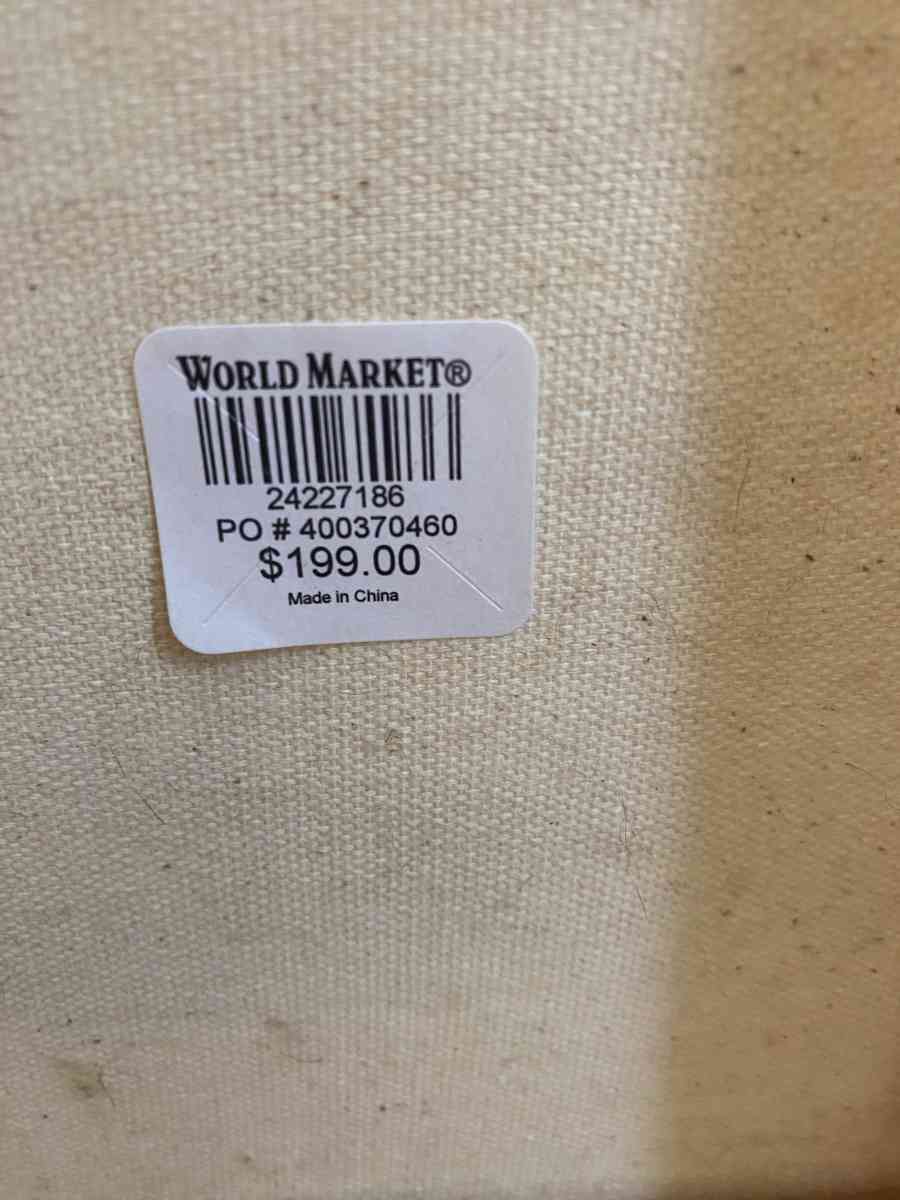 WORLD MARKET®
24227186
PO # 400370460
$199.00
Made in China